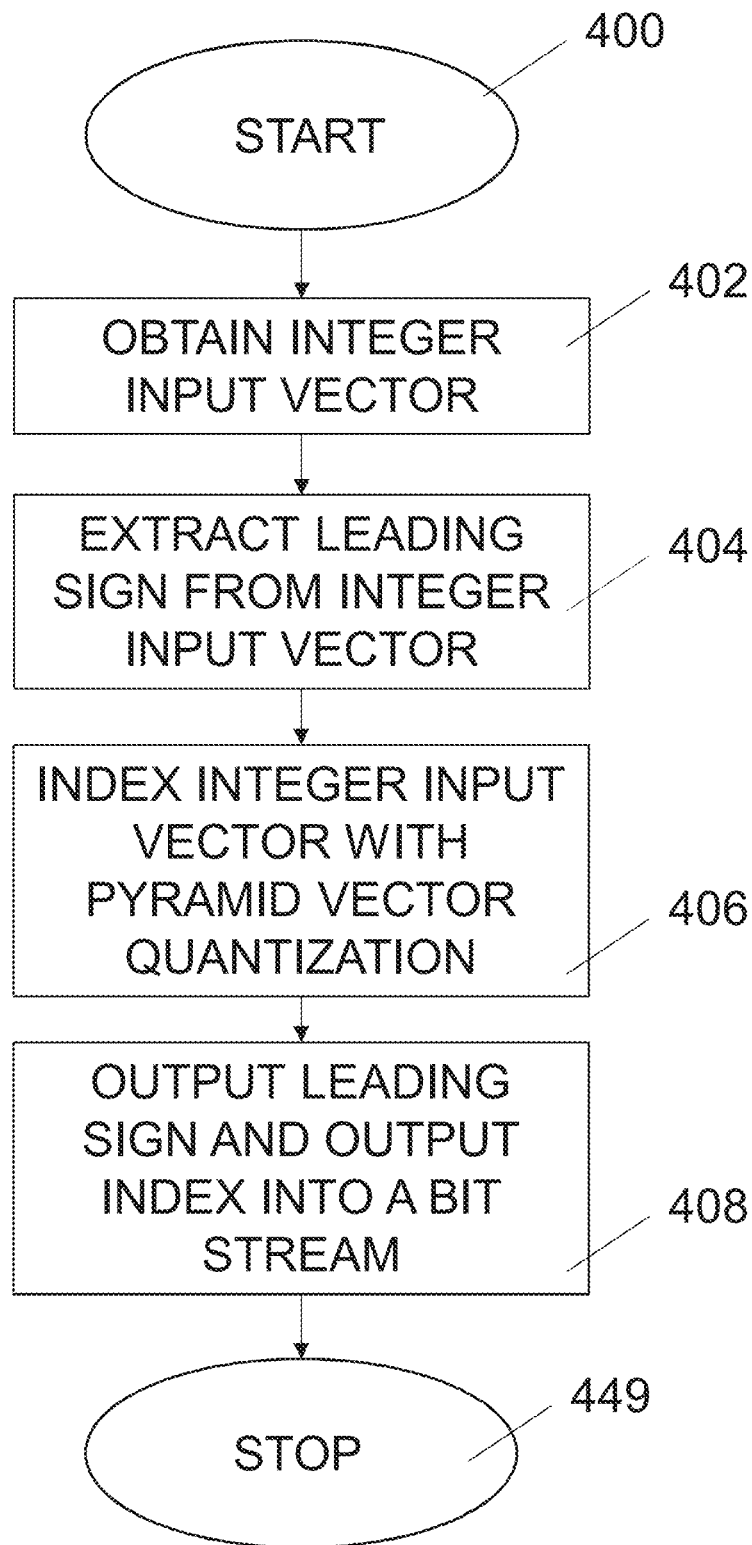 400
START
402
OBTAIN INTEGER
INPUT VECTOR
EXTRACT LEADING
SIGN FROM INTEGER
INPUT VECTOR
404
INDEX INTEGER INPUT
VECTOR WITH
PYRAMID VECTOR
QUANTIZATION
406
OUTPUT LEADING
SIGN AND OUTPUT
INDEX INTO A BIT
STREAM
408
449
STOP